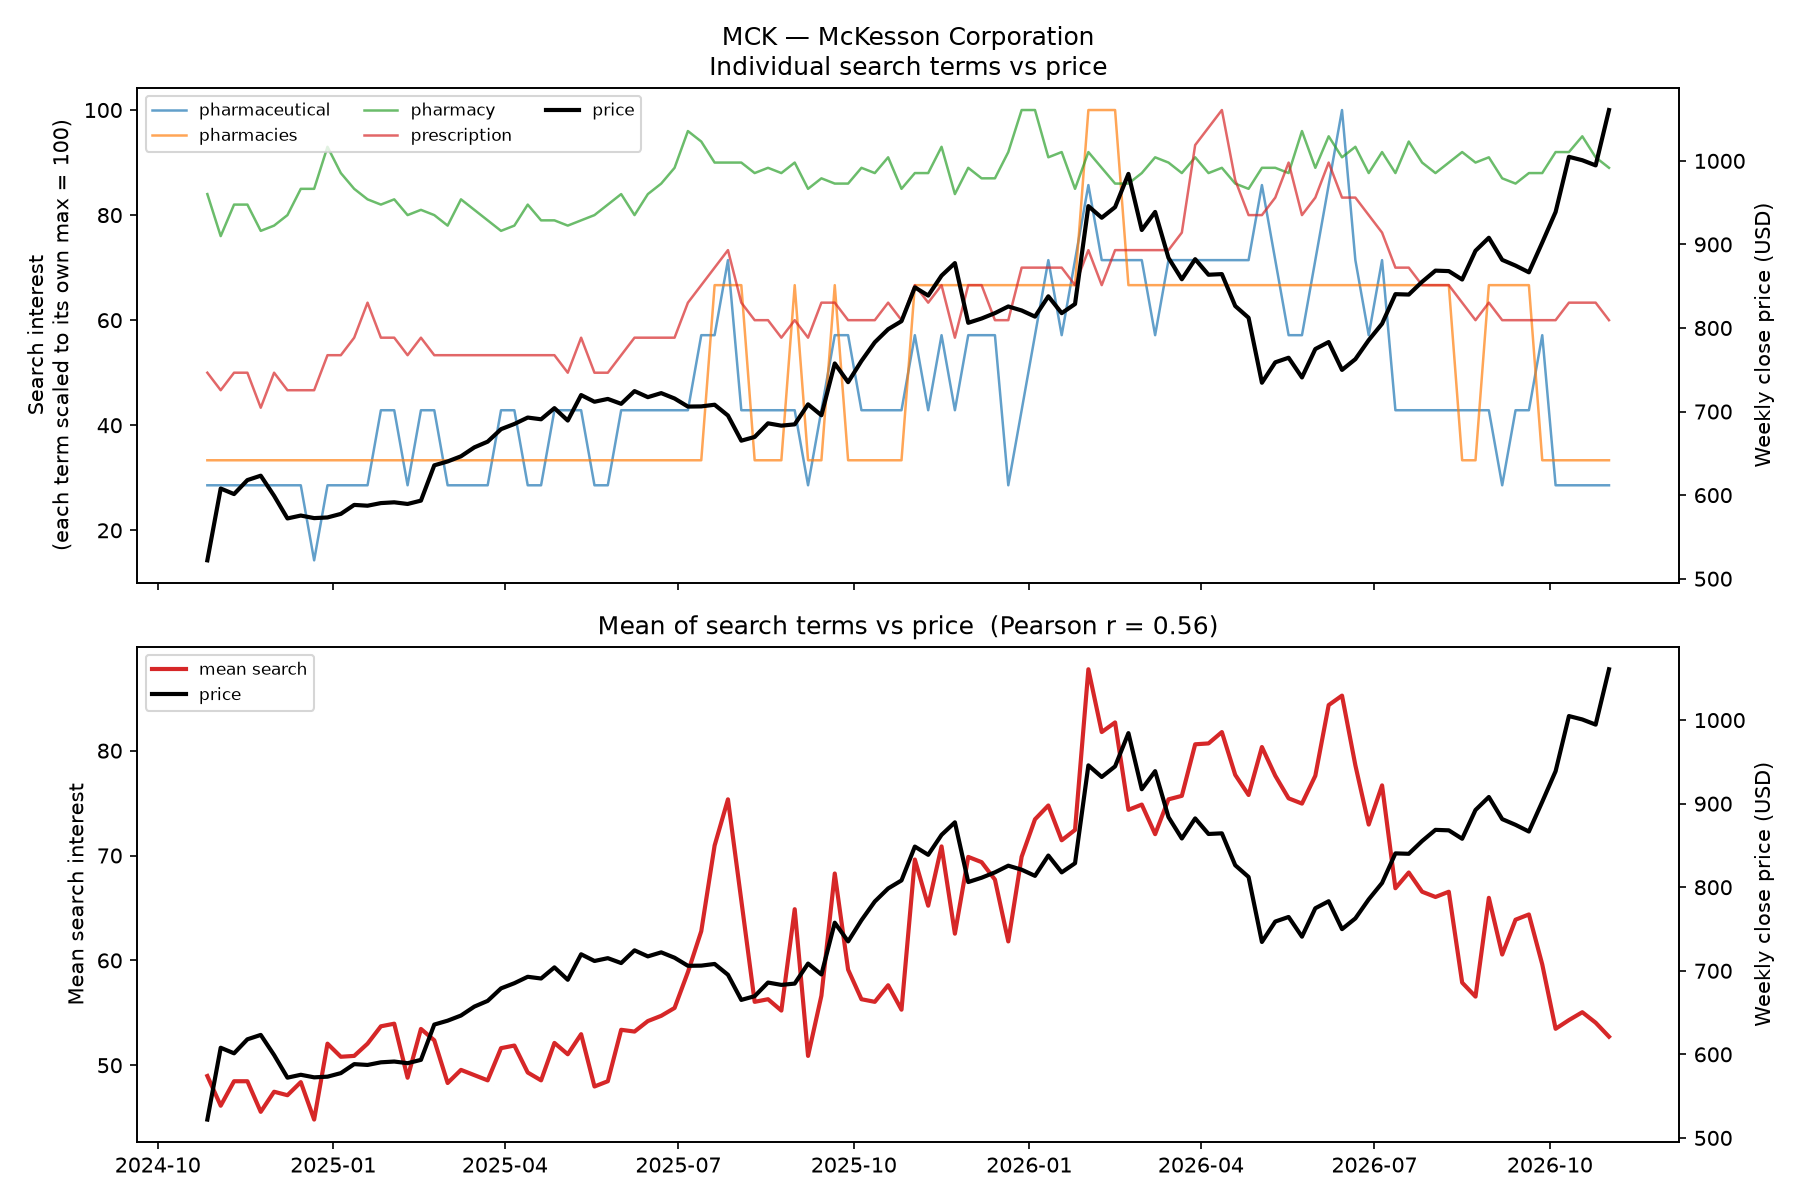 MCK — McKesson Corporation
Individual search terms vs price
pharmaceutical
pharmacies
pharmacy
prescription
price
Search interest
(each term scaled to its own max = 100)
100
80
60
40
20
Weekly close price (USD)
1000
900
800
700
600
500
Mean of search terms vs price (Pearson r = 0.56)
mean search
price
Mean search interest
80
70
60
50
Weekly close price (USD)
1000
900
800
700
600
500
2024-10
2025-01
2025-04
2025-07
2025-10
2026-01
2026-04
2026-07
2026-10